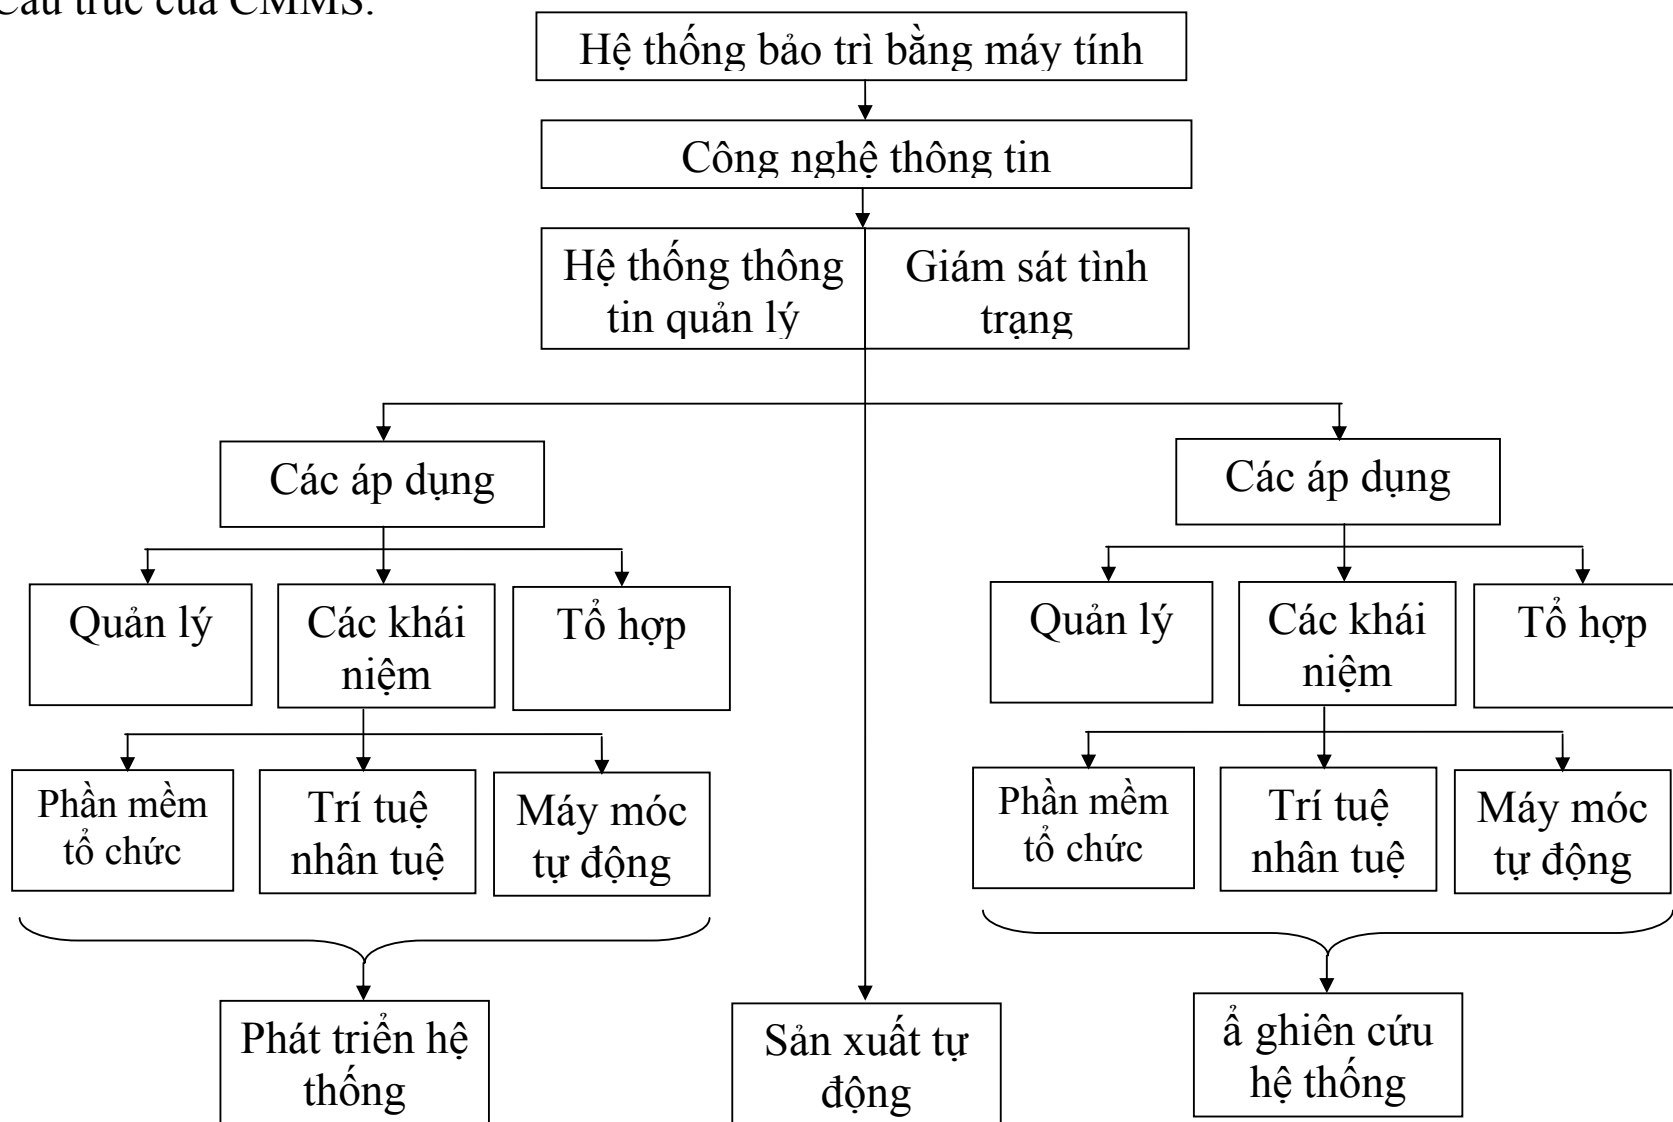 Cấu trúc của CMMS:
Hệ thống bảo trì bằng máy tính
Công nghệ thông tin
Hệ thống thông
tin quản lý
Giám sát tình
trạng
Các áp dụng
Các áp dụng
Quản lý
Các khái
niệm
Tổ hợp
Quản lý
Các khái
niệm
Tổ hợp
Phần mềm
tổ chức
Trí tuệ
nhân tuệ
Máy móc
tự động
Phần mềm
tổ chức
Trí tuệ
nhân tuệ
Máy móc
tự động
Phát triển hệ
thống
Sản xuất tự
động
ẩ ghiên cứu
hệ thống